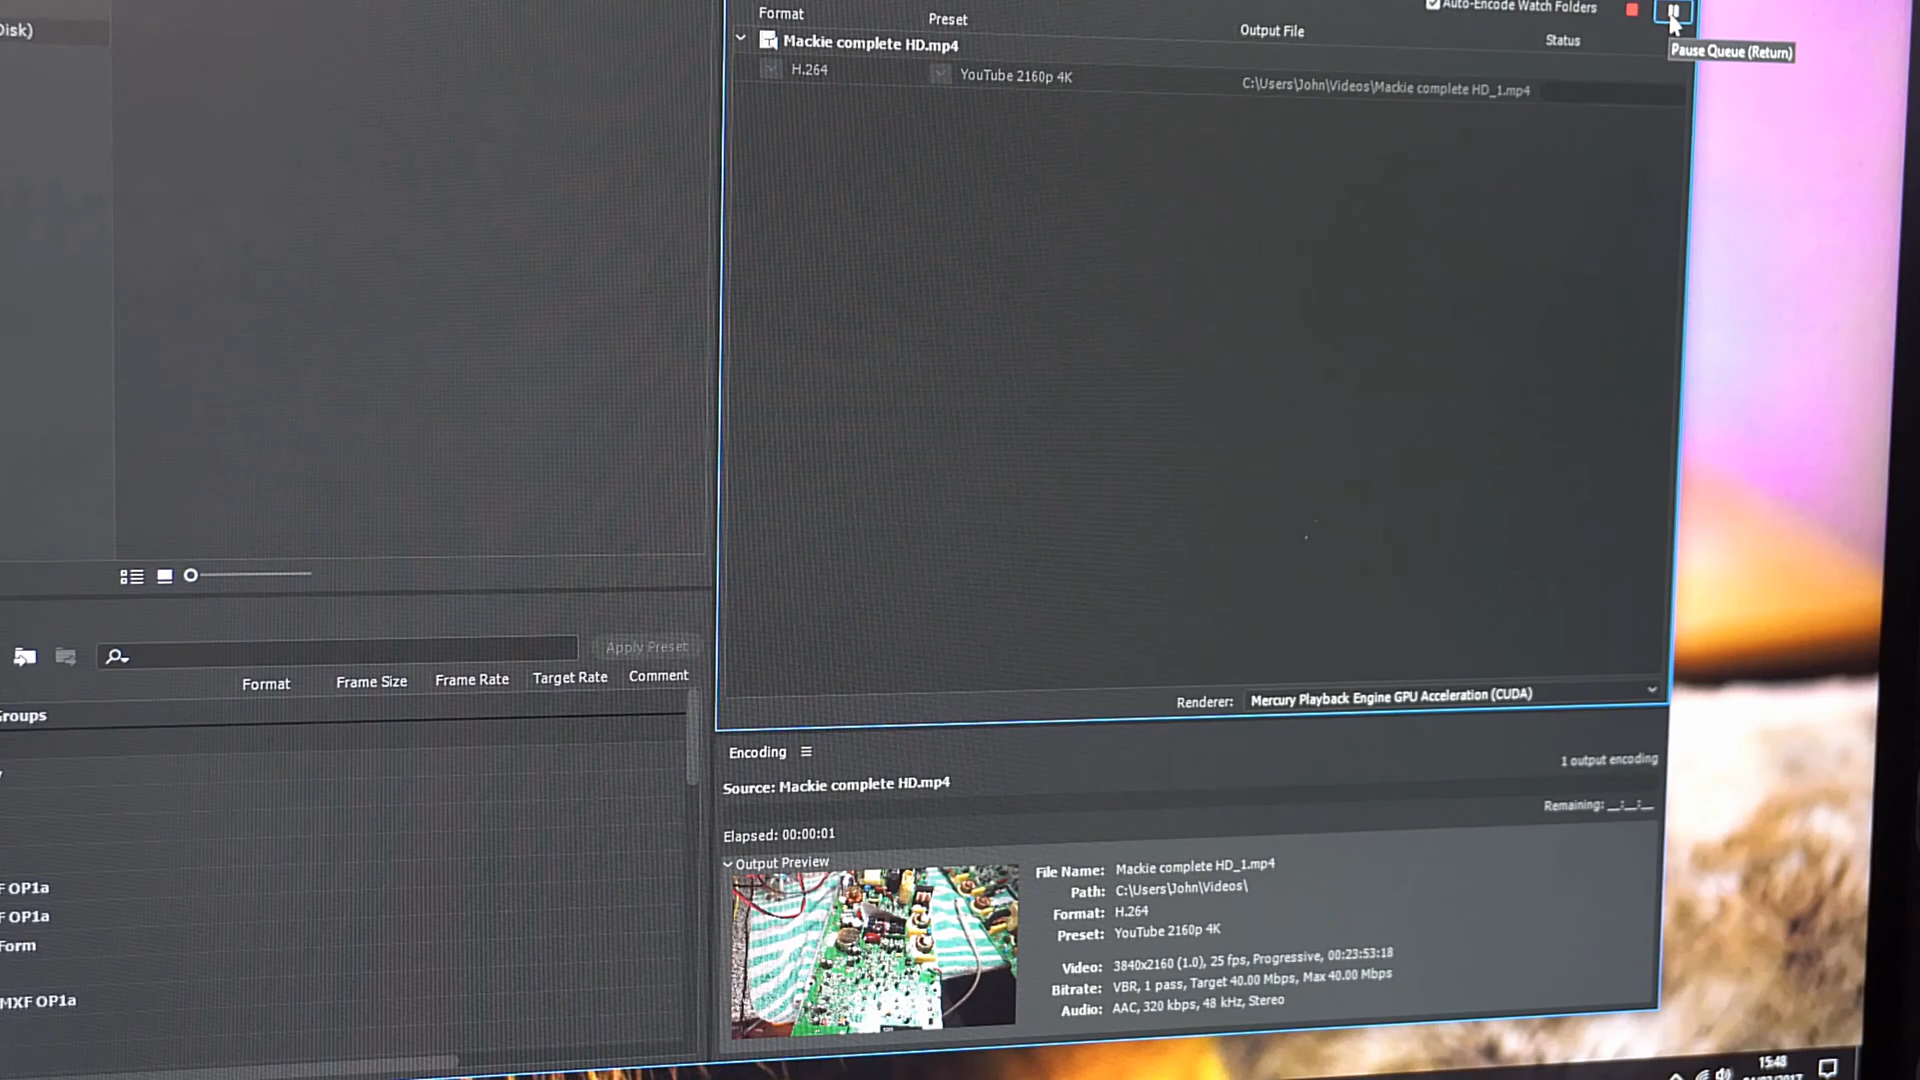 Disk)
Format
Preset
Output File
Status
Auto-Encode Watch Folders
Pause Queue (Return)
Mackie complete HD.mp4
H.264
YouTube 2160p 4K
C:\Users\John\Videos\Mackie complete HD_1.mp4
Apply Preset
Format
Frame Size
Frame Rate
Target Rate
Comment
Groups
F OP1a
F OP1a
Form
MXF OP1a
Renderer:
Mercury Playback Engine GPU Acceleration (CUDA)
Encoding
1 output encoding
Source: Mackie complete HD.mp4
Remaining: __:__:__
Elapsed: 00:00:01
Output Preview
File Name: Mackie complete HD_1.mp4
Path: C:\Users\John\Videos\
Format: H.264
Preset: YouTube 2160p 4K
Video: 3840x2160 (1.0), 25 fps, Progressive, 00:23:53:18
Bitrate: VBR, 1 pass, Target 40.00 Mbps, Max 40.00 Mbps
Audio: AAC, 320 kbps, 48 kHz, Stereo
15:48